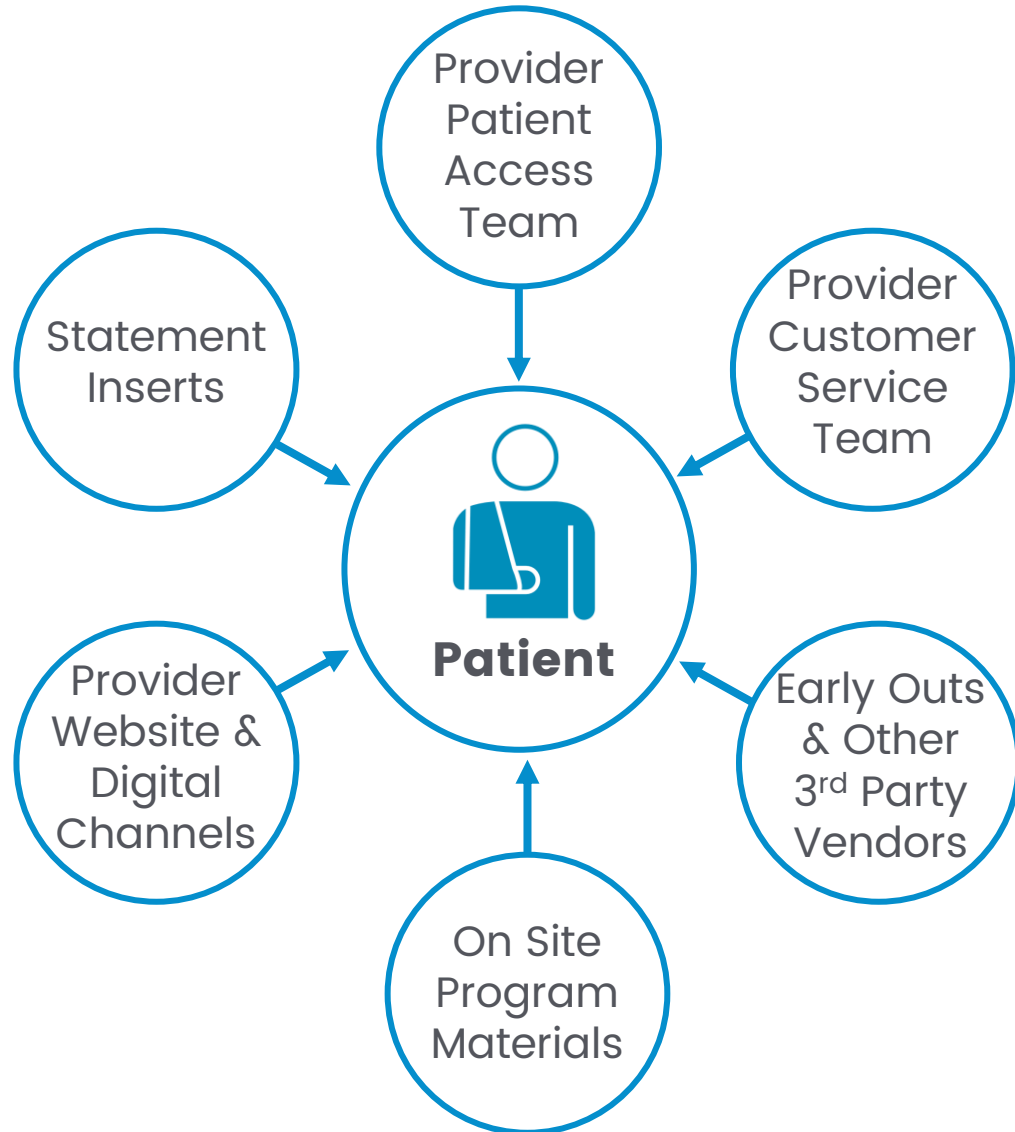 Provider
Patient
Access
Team
Statement
Inserts
Provider
Customer
Service
Team
Patient
Provider
Website &
Digital
Channels
Early Outs
& Other
3rd Party
Vendors
On Site
Program
Materials